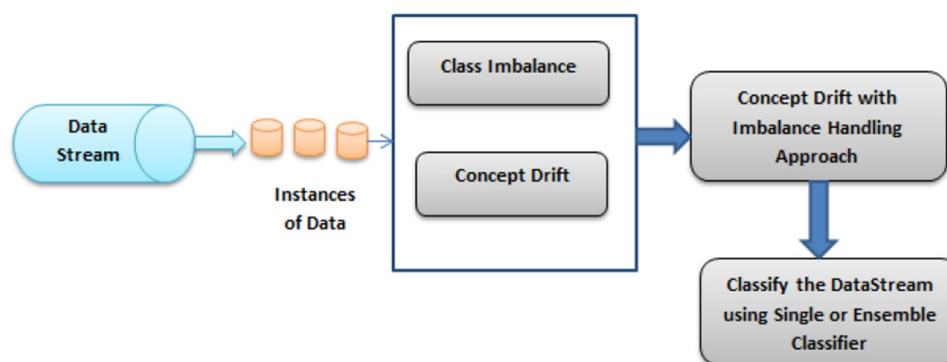 Data
Stream
Instances
of Data
Class Imbalance
Concept Drift
Concept Drift with
Imbalance Handling
Approach
Classify the DataStream
using Single or Ensemble
Classifier